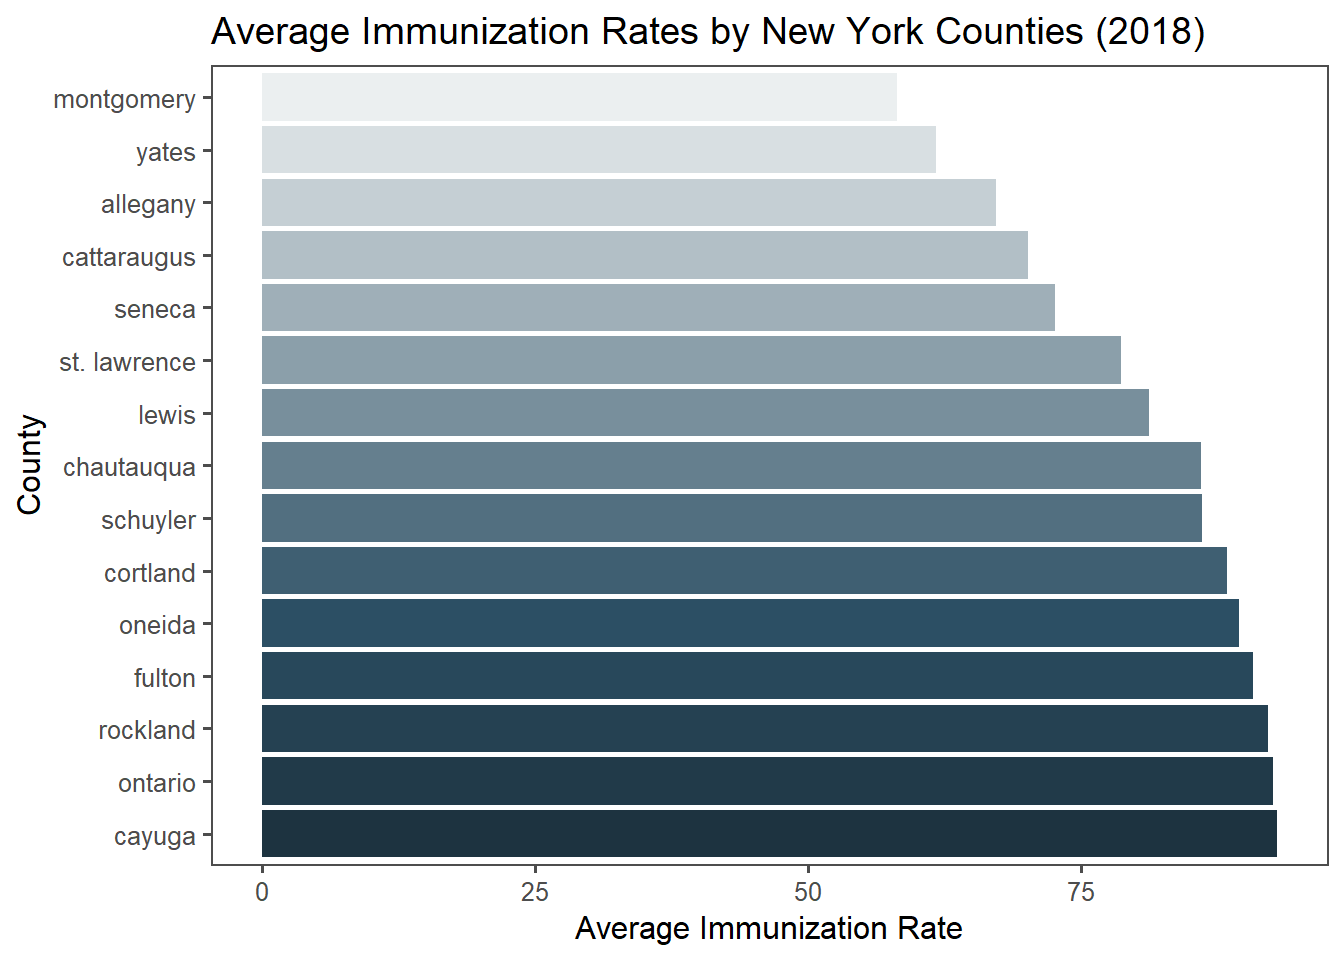 Average Immunization Rates by New York Counties (2018)
montgomery
yates
allegany
cattaraugus
seneca
st. lawrence
lewis
chautauqua
schuyler
cortland
oneida
fulton
rockland
ontario
cayuga
County
0 25 50 75
Average Immunization Rate